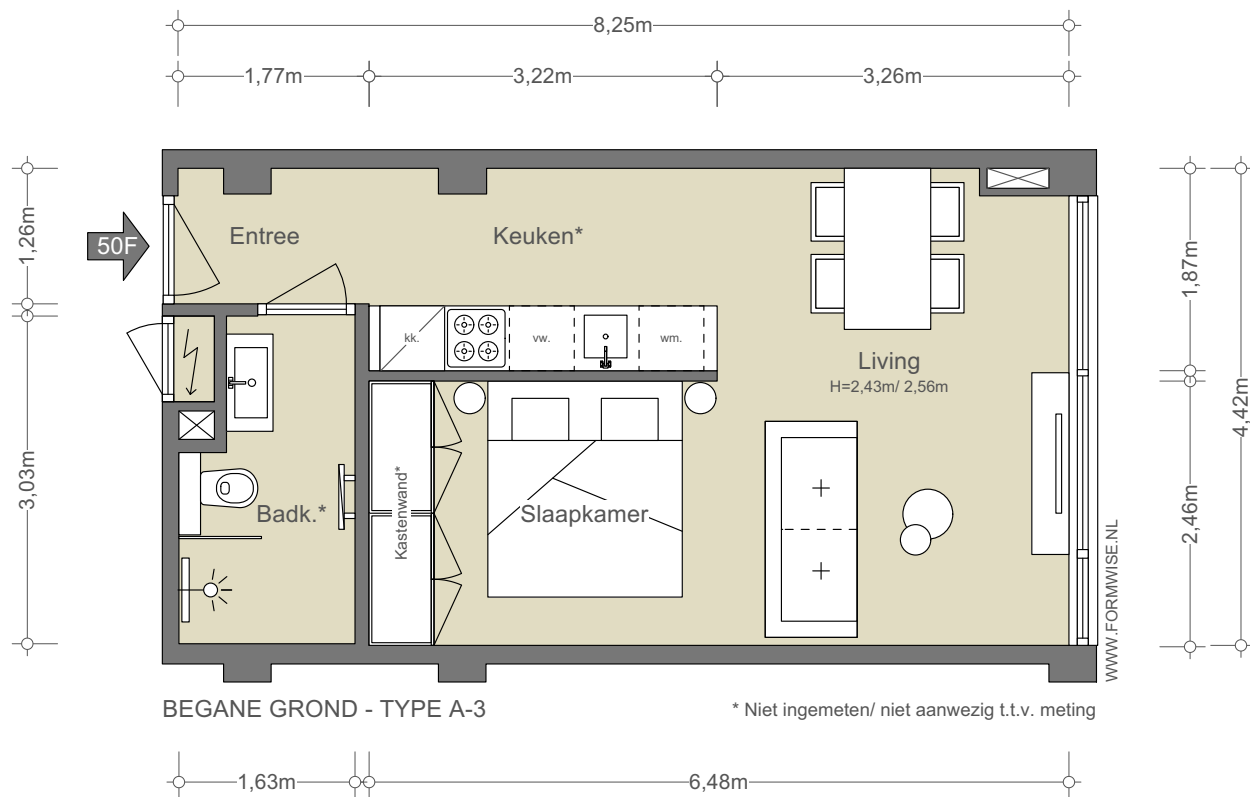 8,25m
1,77m
3,22m
3,26m
1,26m
3,03m
50F
Entree
Keuken*
kk.
vw.
wm.
Living
H=2,43m/ 2,56m
Kastenwand*
Slaapkamer
Badk.*
1,87m
2,46m
4,42m
WWW.FORMWISE.NL
BEGANE GROND - TYPE A-3
* Niet ingemeten/ niet aanwezig t.t.v. meting
1,63m
6,48m